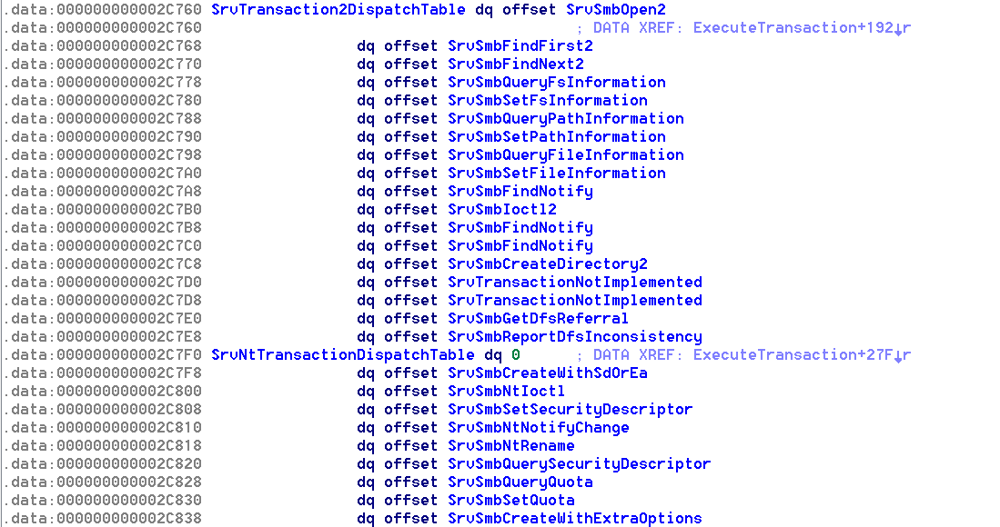 .data:000000000002C760 SrvTransaction2DispatchTable dq offset SrvSmbOpen2
.data:000000000002C760 ; DATA XREF: ExecuteTransaction+192↓r
.data:000000000002C768 dq offset SrvSmbFindFirst2
.data:000000000002C770 dq offset SrvSmbFindNext2
.data:000000000002C778 dq offset SrvSmbQueryFsInformation
.data:000000000002C780 dq offset SrvSmbSetFsInformation
.data:000000000002C788 dq offset SrvSmbQueryPathInformation
.data:000000000002C790 dq offset SrvSmbSetPathInformation
.data:000000000002C798 dq offset SrvSmbQueryFileInformation
.data:000000000002C7A0 dq offset SrvSmbSetFileInformation
.data:000000000002C7A8 dq offset SrvSmbFindNotify
.data:000000000002C7B0 dq offset SrvSmbIoctl2
.data:000000000002C7B8 dq offset SrvSmbFindNotify
.data:000000000002C7C0 dq offset SrvSmbFindNotify
.data:000000000002C7C8 dq offset SrvSmbCreateDirectory2
.data:000000000002C7D0 dq offset SrvTransactionNotImplemented
.data:000000000002C7D8 dq offset SrvTransactionNotImplemented
.data:000000000002C7E0 dq offset SrvSmbGetDfsReferral
.data:000000000002C7E8 dq offset SrvSmbReportDfsInconsistency
.data:000000000002C7F0 SrvNtTransactionDispatchTable dq 0 ; DATA XREF: ExecuteTransaction+27F↓r
.data:000000000002C7F8 dq offset SrvSmbCreateWithSdOrEa
.data:000000000002C800 dq offset SrvSmbNtIoctl
.data:000000000002C808 dq offset SrvSmbSetSecurityDescriptor
.data:000000000002C810 dq offset SrvSmbNtNotifyChange
.data:000000000002C818 dq offset SrvSmbNtRename
.data:000000000002C820 dq offset SrvSmbQuerySecurityDescriptor
.data:000000000002C828 dq offset SrvSmbQueryQuota
.data:000000000002C830 dq offset SrvSmbSetQuota
.data:000000000002C838 dq offset SrvSmbCreateWithExtraOptions